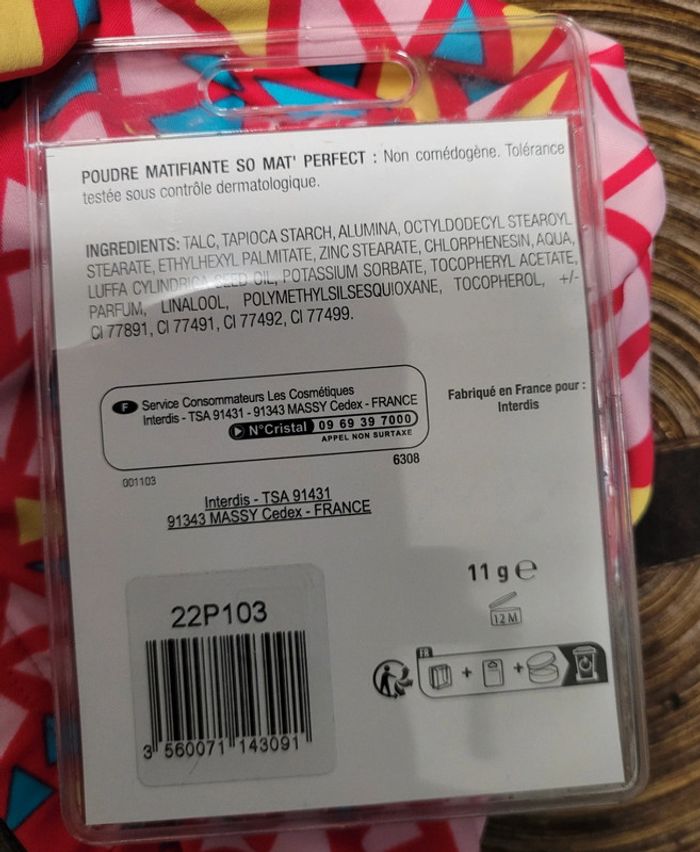 POUDRE MATIFIANTE SO MAT' PERFECT : Non comédogène. Tolérance
testée sous contrôle dermatologique.
INGREDIENTS: TALC, TAPIOCA STARCH, ALUMINA, OCTYLDODECYL STEAROYL
STEARATE, ETHYLHEXYL PALMITATE, ZINC STEARATE, CHLORPHENESIN, AQUA,
LUFFA CYLINDRICA SEED OIL, POTASSIUM SORBATE, TOCOPHERYL ACETATE,
PARFUM, LINALOOL, POLYMETHYLSILSESQUIOXANE, TOCOPHEROL, +/-
CI 77891, CI 77491, CI 77492, CI 77499.
F Service Consommateurs Les Cosmétiques
Interdis - TSA 91431 - 91343 MASSY Cedex - FRANCE
N°Cristal 09 69 39 7000
APPEL NON SURTAXE
Fabriqué en France pour :
Interdis
001103
6308
Interdis - TSA 91431
91343 MASSY Cedex - FRANCE
11 g e
12 M
22P103
3 560071 143091
FR
+ +